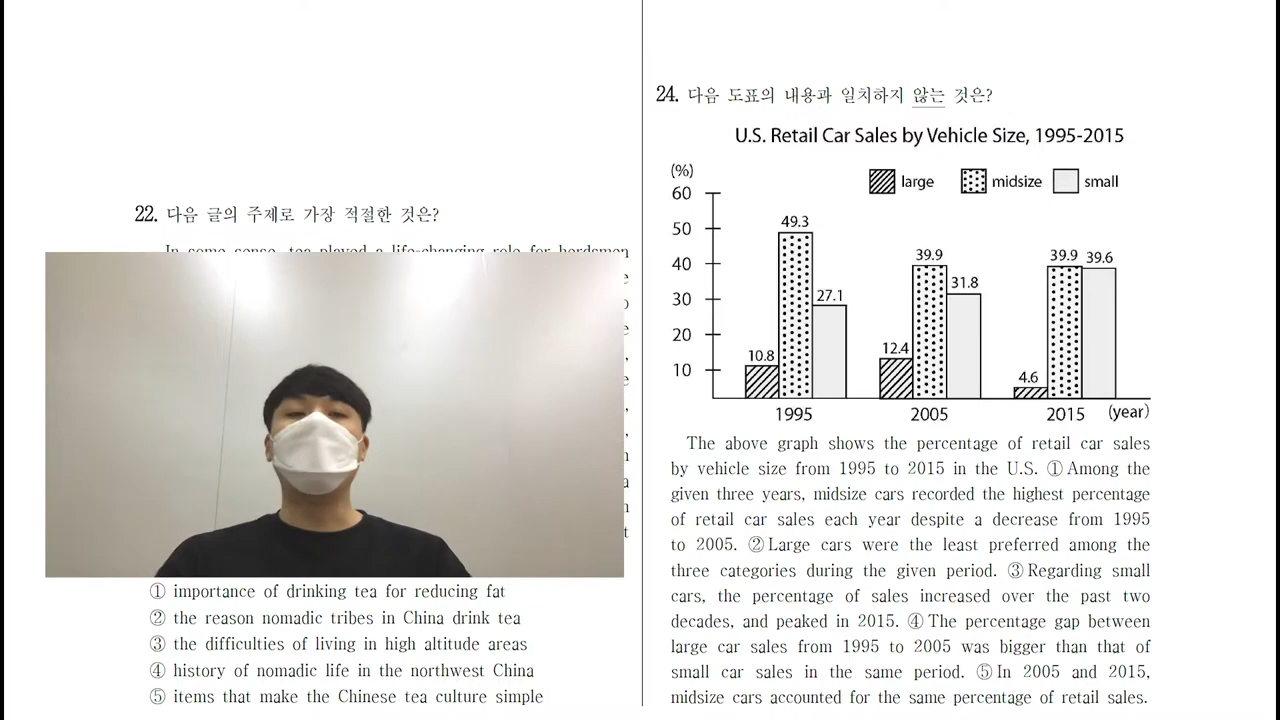 22. 다음 글의 주제로 가장 적절한 것은?
In some sense, tea played a life-changing role for herdsmen
① importance of drinking tea for reducing fat
② the reason nomadic tribes in China drink tea
③ the difficulties of living in high altitude areas
④ history of nomadic life in the northwest China
⑤ items that make the Chinese tea culture simple
24. 다음 도표의 내용과 일치하지 않는 것은?
U.S. Retail Car Sales by Vehicle Size, 1995-2015
(%)
large midsize small
60
50
40
30
20
10
10.8 49.3 27.1
12.4 39.9 31.8
4.6 39.9 39.6
1995 2005 2015 (year)
The above graph shows the percentage of retail car sales
by vehicle size from 1995 to 2015 in the U.S. ① Among the
given three years, midsize cars recorded the highest percentage
of retail car sales each year despite a decrease from 1995
to 2005. ② Large cars were the least preferred among the
three categories during the given period. ③ Regarding small
cars, the percentage of sales increased over the past two
decades, and peaked in 2015. ④ The percentage gap between
large car sales from 1995 to 2005 was bigger than that of
small car sales in the same period. ⑤ In 2005 and 2015,
midsize cars accounted for the same percentage of retail sales.